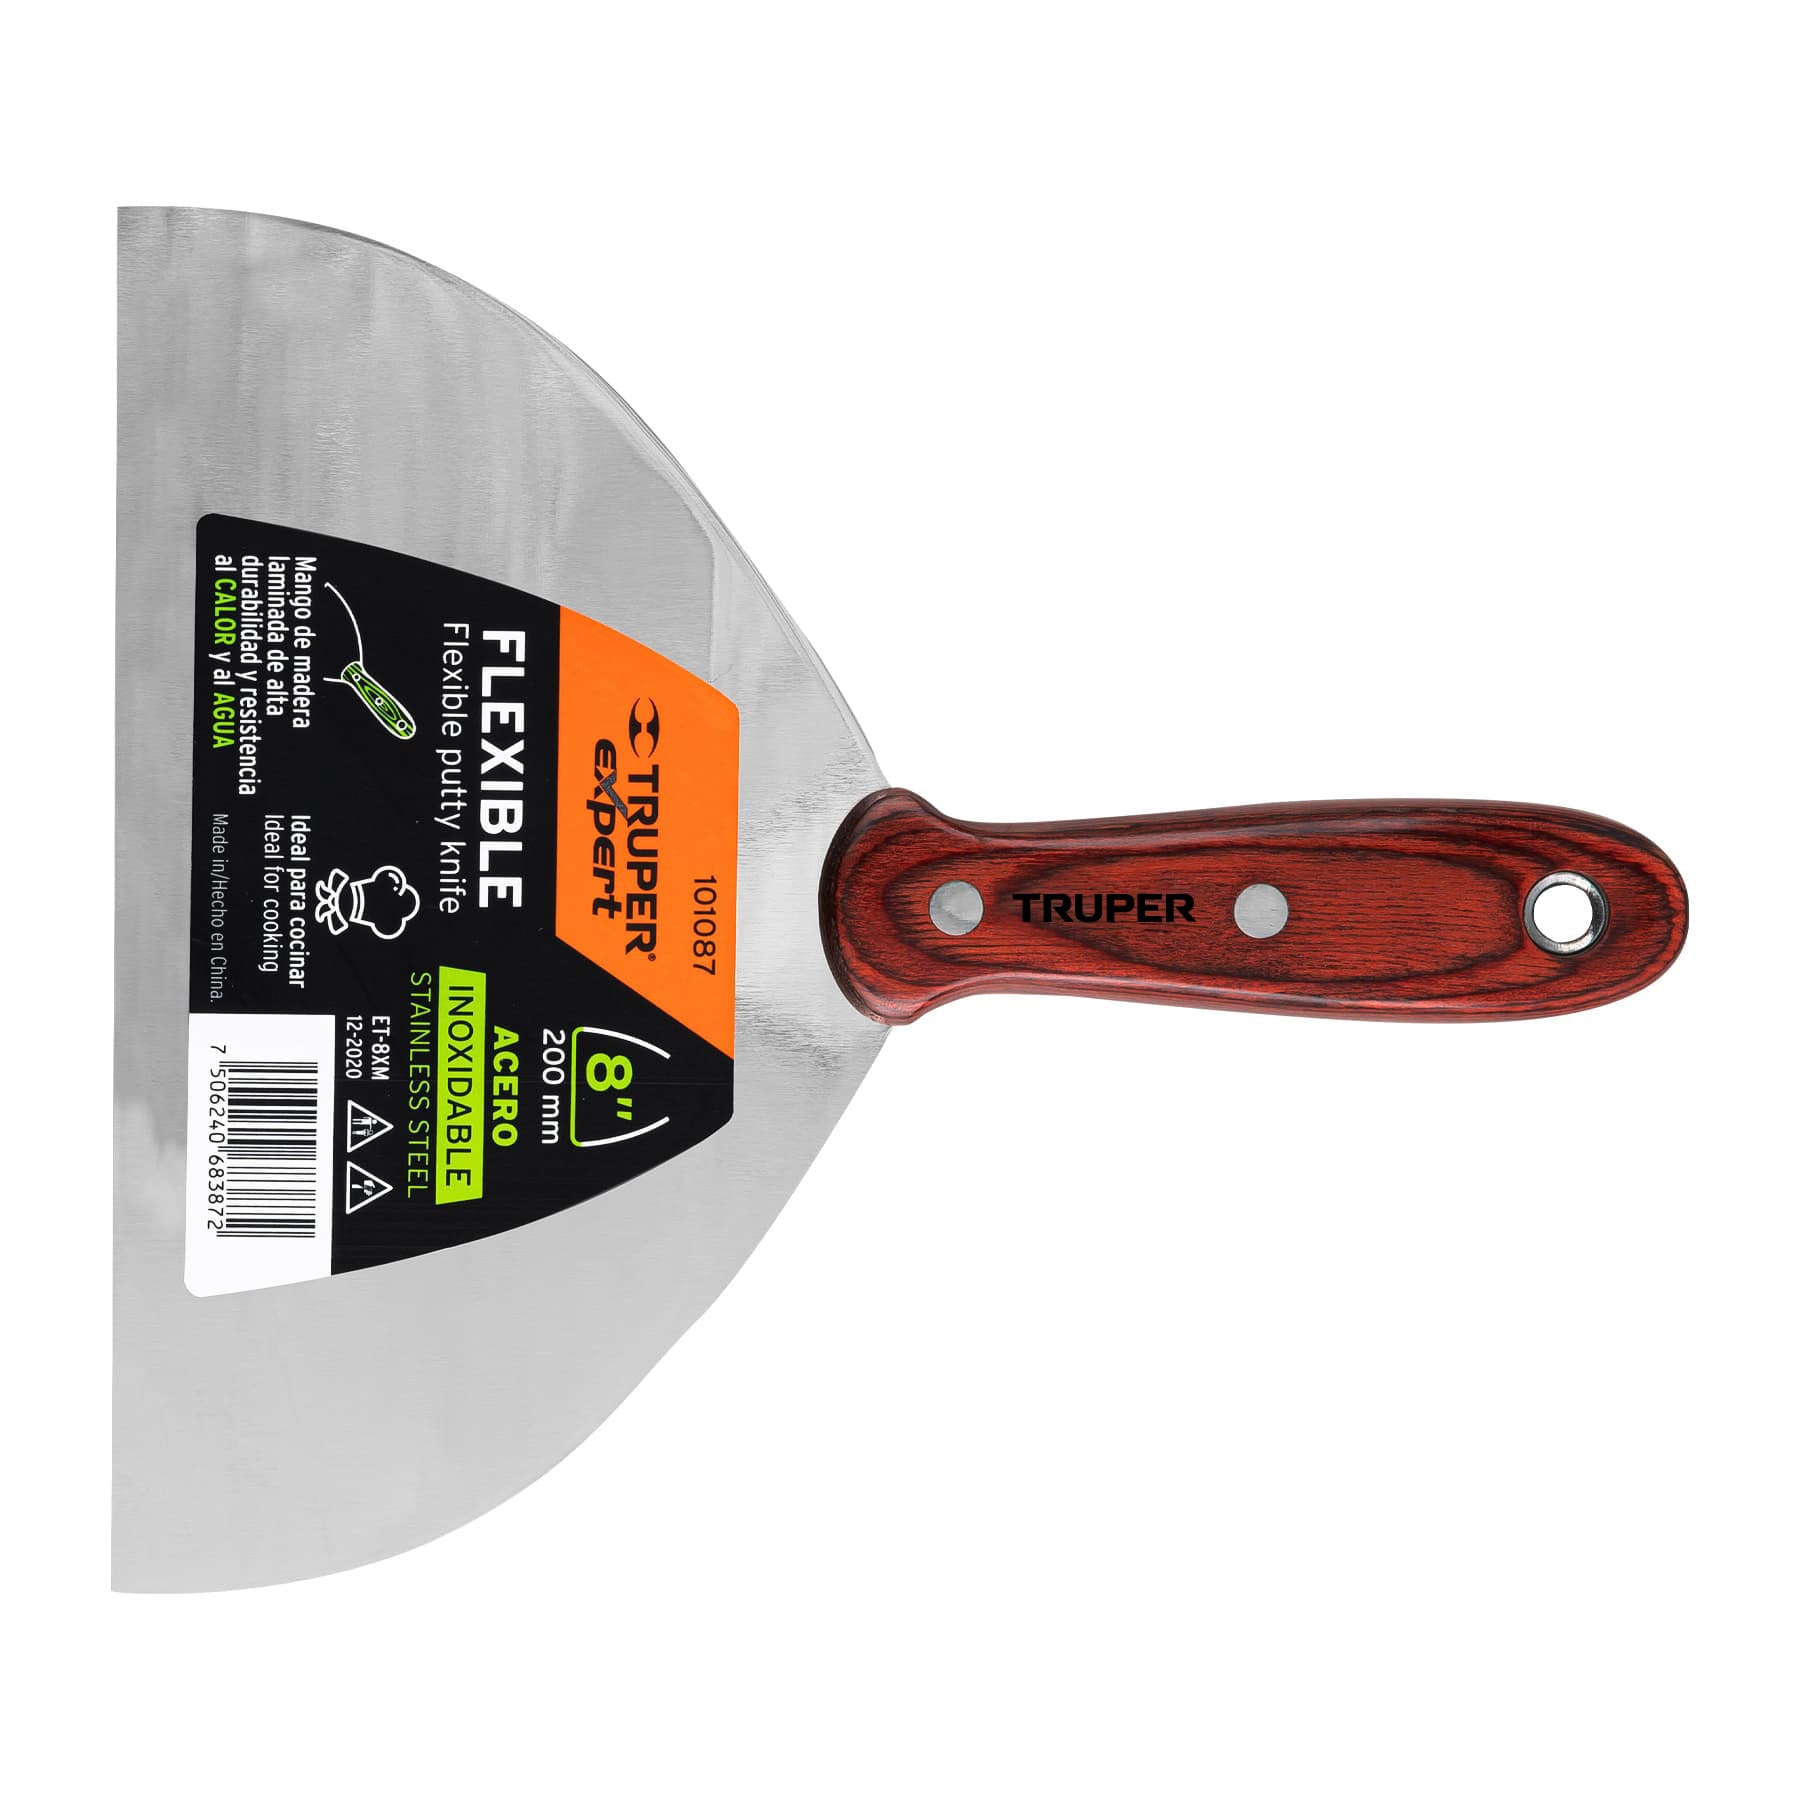 101087
TRUPER®
expert
FLEXIBLE
Flexible putty knife
8"
200 mm
ACERO
INOXIDABLE
STAINLESS STEEL
Mango de madera
laminada de alta
durabilidad y resistencia
al CALOR y al AGUA
Ideal para cocinar
Ideal for cooking
Made in/Hecho en China.
ET-8XM
12-2020
7 506240 683872
TRUPER